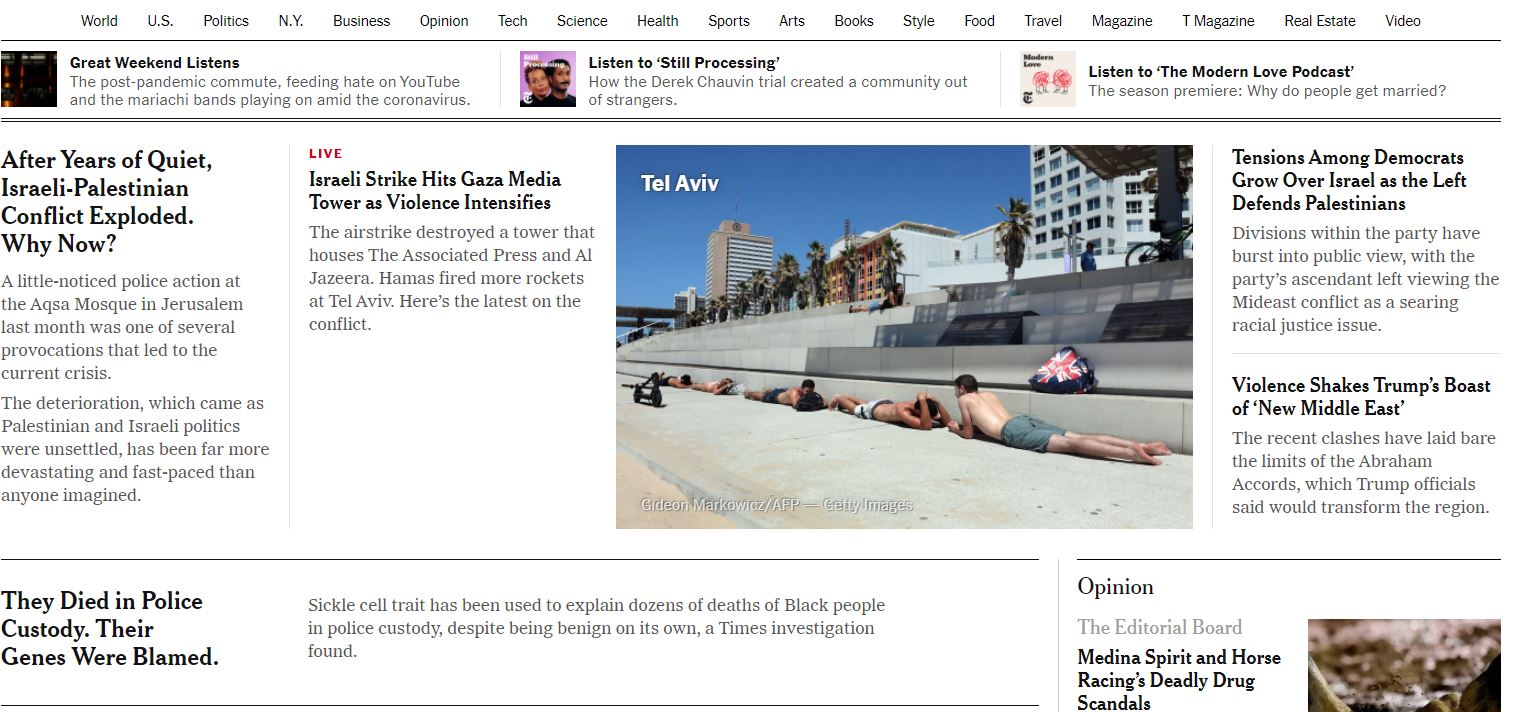 World U.S. Politics N.Y. Business Opinion Tech Science Health Sports Arts Books Style Food Travel Magazine T Magazine Real Estate Video
Great Weekend Listens
The post-pandemic commute, feeding hate on YouTube
and the mariachi bands playing on amid the coronavirus.
Still
Processing
Listen to ‘Still Processing’
How the Derek Chauvin trial created a community out
of strangers.
Modern
Love
Listen to ‘The Modern Love Podcast’
The season premiere: Why do people get married?
After Years of Quiet,
Israeli-Palestinian
Conflict Exploded.
Why Now?
A little-noticed police action at
the Aqsa Mosque in Jerusalem
last month was one of several
provocations that led to the
current crisis.
The deterioration, which came as
Palestinian and Israeli politics
were unsettled, has been far more
devastating and fast-paced than
anyone imagined.
LIVE
Israeli Strike Hits Gaza Media
Tower as Violence Intensifies
The airstrike destroyed a tower that
houses The Associated Press and Al
Jazeera. Hamas fired more rockets
at Tel Aviv. Here’s the latest on the
conflict.
Tel Aviv
Gideon Markowicz/AFP — Getty Images
Tensions Among Democrats
Grow Over Israel as the Left
Defends Palestinians
Divisions within the party have
burst into public view, with the
party’s ascendant left viewing the
Mideast conflict as a searing
racial justice issue.
Violence Shakes Trump’s Boast
of ‘New Middle East’
The recent clashes have laid bare
the limits of the Abraham
Accords, which Trump officials
said would transform the region.
They Died in Police
Custody. Their
Genes Were Blamed.
Sickle cell trait has been used to explain dozens of deaths of Black people
in police custody, despite being benign on its own, a Times investigation
found.
Opinion
The Editorial Board
Medina Spirit and Horse
Racing’s Deadly Drug
Scandals